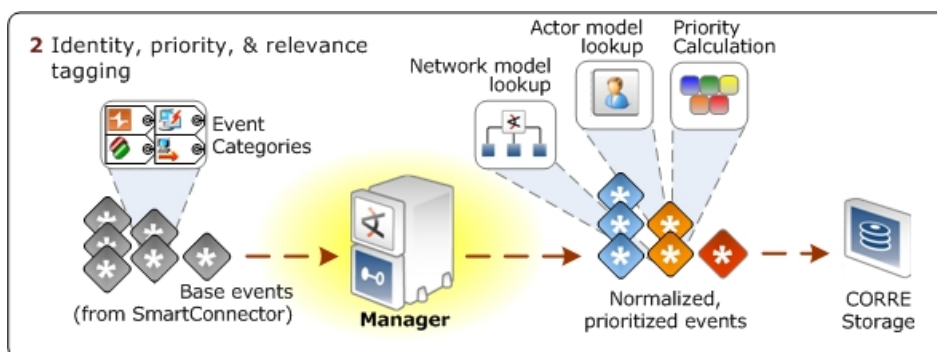 2 Identity, priority, & relevance
tagging
Event
Categories
Network model
lookup
Actor model
lookup
Priority
Calculation
Base events
(from SmartConnector)
Manager
Normalized,
prioritized events
CORRE
Storage